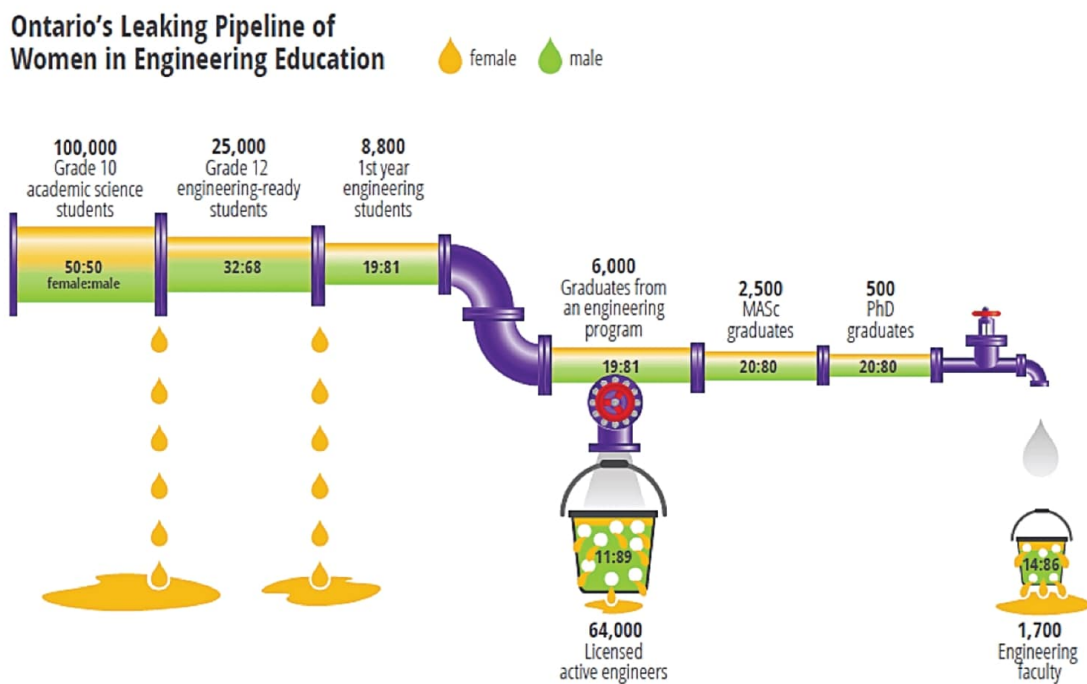 Ontario’s Leaking Pipeline of
Women in Engineering Education
female
male
100,000
Grade 10
academic science
students
25,000
Grade 12
engineering-ready
students
8,800
1st year
engineering
students
50:50
female:male
32:68
19:81
6,000
Graduates from
an engineering
program
2,500
MASc
graduates
500
PhD
graduates
19:81
20:80
20:80
11:89
14:86
64,000
Licensed
active engineers
1,700
Engineering
faculty